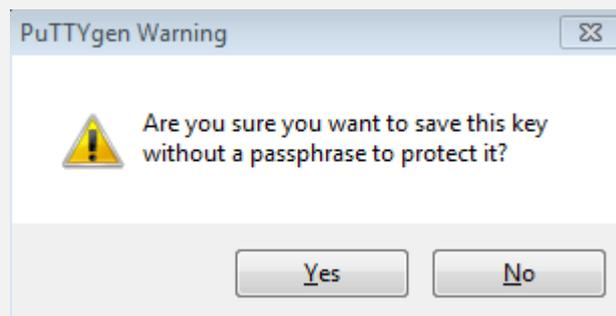 PuTTYgen Warning
Are you sure you want to save this key
without a passphrase to protect it?
Yes No